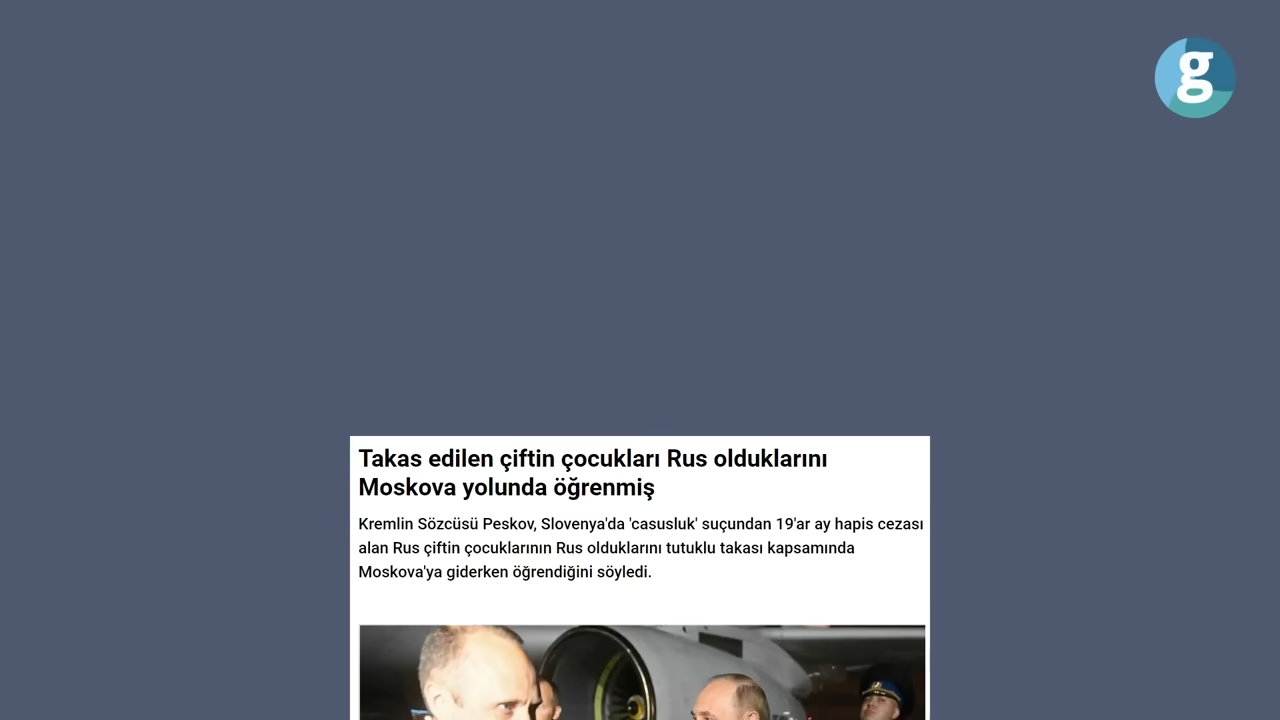 g
Takas edilen çiftin çocukları Rus olduklarını
Moskova yolunda öğrenmiş
Kremlin Sözcüsü Peskov, Slovenya'da 'casusluk' suçundan 19'ar ay hapis cezası
alan Rus çiftin çocuklarının Rus olduklarını tutuklu takası kapsamında
Moskova'ya giderken öğrendiğini söyledi.